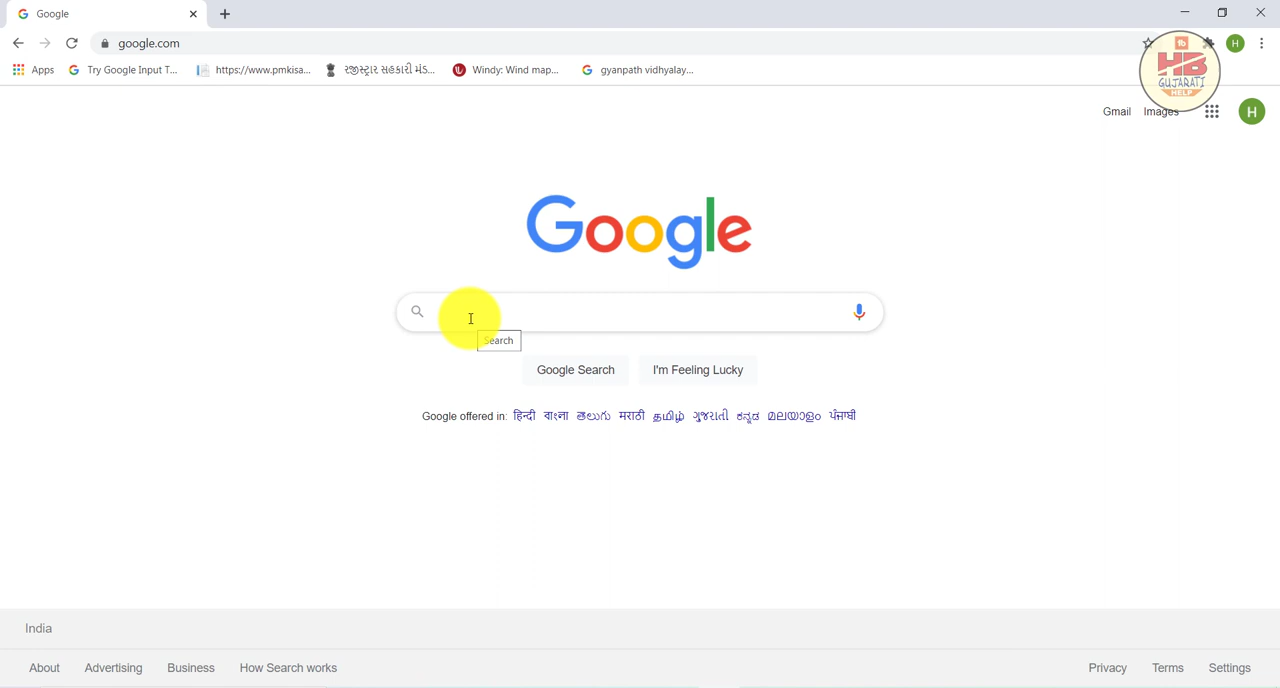 Google
google.com
Apps Try Google Input T... https://www.pmkisa... રજીસ્ટ્રાર સહકારી મંડ... Windy: Wind map... gyanpath vidhyalay...
HB
GUJARATI
HELP
Gmail Images H
Google
Search
Google Search I'm Feeling Lucky
Google offered in: हिन्दी বাংলা తెలుగు मराठी தமிழ் ગુજરાતી ಕನ್ನಡ മലയാളം ਪੰਜਾਬੀ
India
About Advertising Business How Search works Privacy Terms Settings